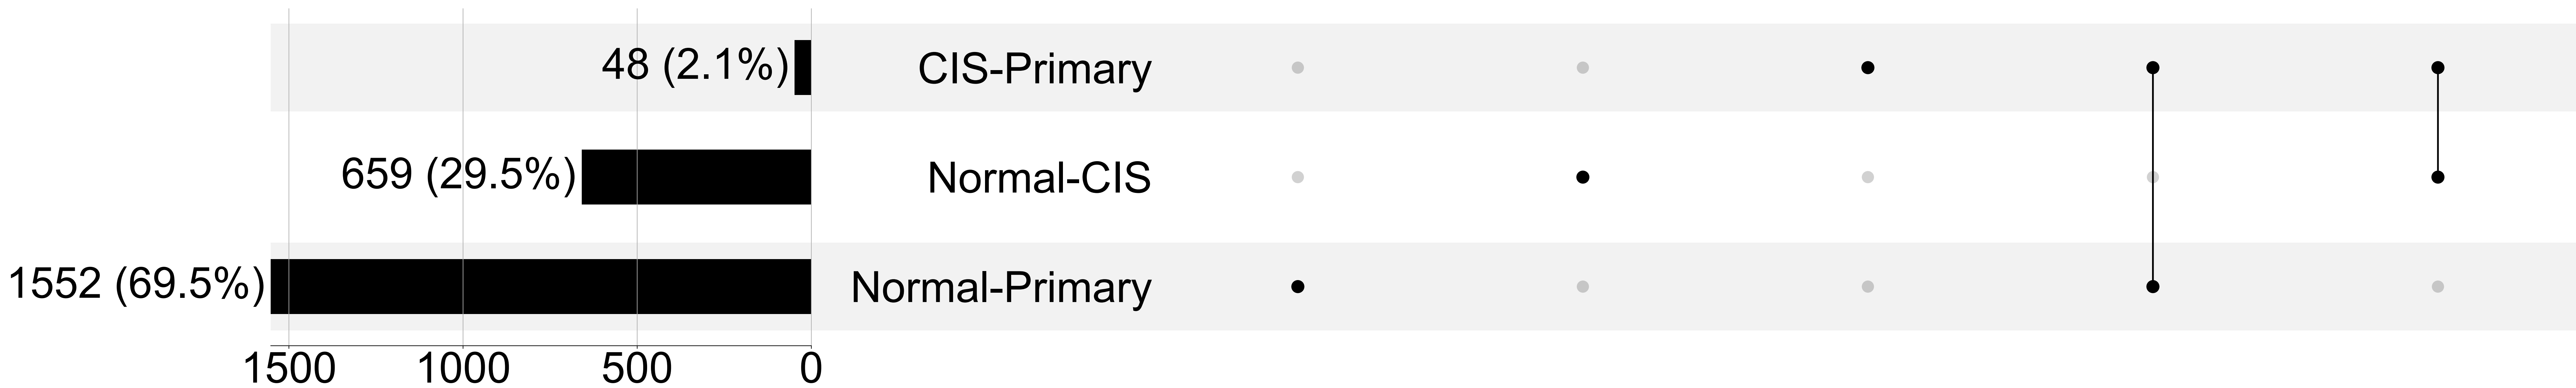 48 (2.1%) CIS-Primary
659 (29.5%) Normal-CIS
1552 (69.5%) Normal-Primary
1500 1000 500 0